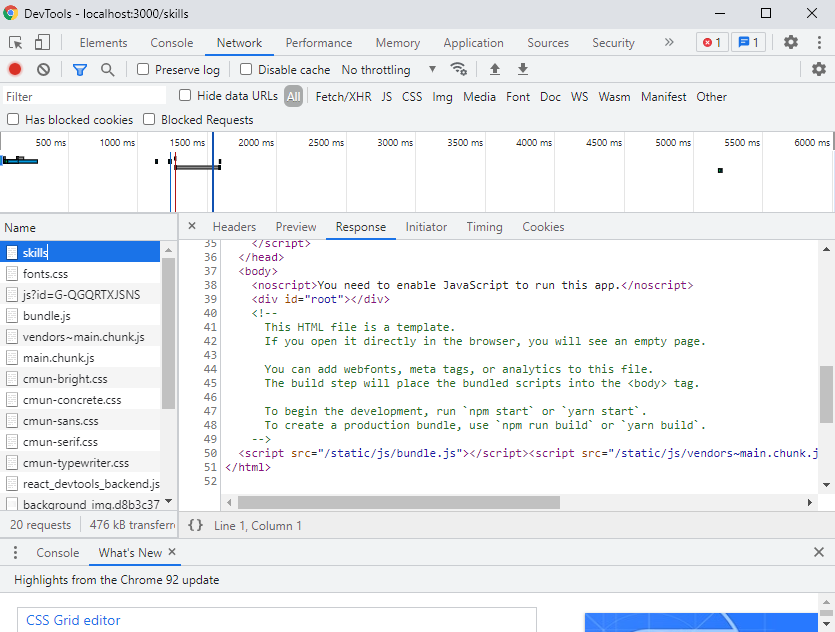 DevTools - localhost:3000/skills
Elements Console Network Performance Memory Application Sources Security » 1 1
Preserve log Disable cache No throttling
Filter Hide data URLs All Fetch/XHR JS CSS Img Media Font Doc WS Wasm Manifest Other
Has blocked cookies Blocked Requests
500 ms 1000 ms 1500 ms 2000 ms 2500 ms 3000 ms 3500 ms 4000 ms 4500 ms 5000 ms 5500 ms 6000 ms
Name
skills
fonts.css
js?id=G-QGQRTXJSNS
bundle.js
vendors~main.chunk.js
main.chunk.js
cmun-bright.css
cmun-concrete.css
cmun-sans.css
cmun-serif.css
cmun-typewriter.css
react_devtools_backend.js
background_img.d8b3c37
20 requests 476 kB transferr
× Headers Preview Response Initiator Timing Cookies
35 </script>
36 </head>
37 <body>
38 <noscript>You need to enable JavaScript to run this app.</noscript>
39 <div id="root"></div>
40 <!--
41 This HTML file is a template.
42 If you open it directly in the browser, you will see an empty page.
43
44 You can add webfonts, meta tags, or analytics to this file.
45 The build step will place the bundled scripts into the <body> tag.
46
47 To begin the development, run `npm start` or `yarn start`.
48 To create a production bundle, use `npm run build` or `yarn build`.
49 -->
50 <script src="/static/js/bundle.js"></script><script src="/static/js/vendors~main.chunk.j
51 </html>
52
{} Line 1, Column 1
Console What's New ×
Highlights from the Chrome 92 update
CSS Grid editor